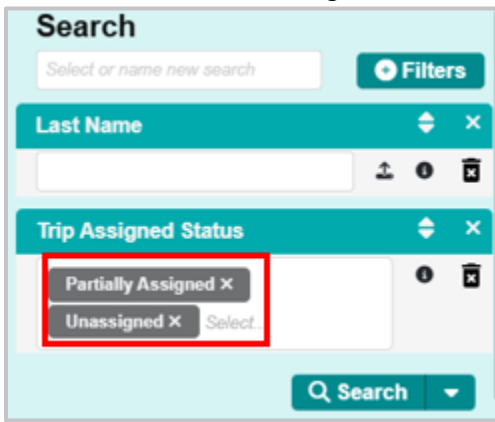 Search
Select or name new search
Filters
Last Name
Trip Assigned Status
Partially Assigned ×
Unassigned × Select...
Search